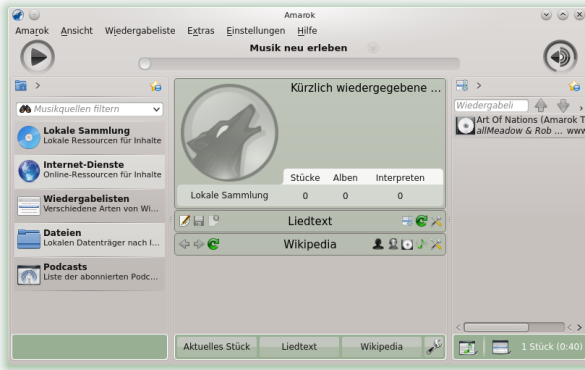 Amarok
Amarok Ansicht Wiedergabeliste Extras Einstellungen Hilfe
Musik neu erleben
Musikquellen filtern
Lokale Sammlung
Lokale Ressourcen für Inhalte
Internet-Dienste
Online-Ressourcen für Inhalte
Wiedergabelisten
Verschiedene Arten von Wi...
Dateien
Lokalen Datenträger nach I...
Podcasts
Liste der abonnierten Podc...
Kürzlich wiedergegebene ...
Stücke Alben Interpreten
Lokale Sammlung 0 0 0
Liedtext
Wikipedia
Aktuelles Stück Liedtext Wikipedia
Wiedergabeli
Art Of Nations (Amarok T
allMeadow & Rob ... www
1 Stück (0:40)